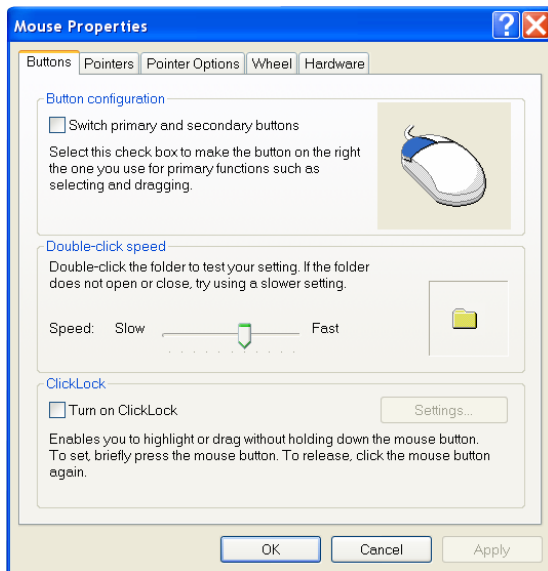 Mouse Properties
Buttons Pointers Pointer Options Wheel Hardware
Button configuration
Switch primary and secondary buttons
Select this check box to make the button on the right
the one you use for primary functions such as
selecting and dragging.
Double-click speed
Double-click the folder to test your setting. If the folder
does not open or close, try using a slower setting.
Speed: Slow Fast
ClickLock
Turn on ClickLock Settings...
Enables you to highlight or drag without holding down the mouse button.
To set, briefly press the mouse button. To release, click the mouse button
again.
OK Cancel Apply